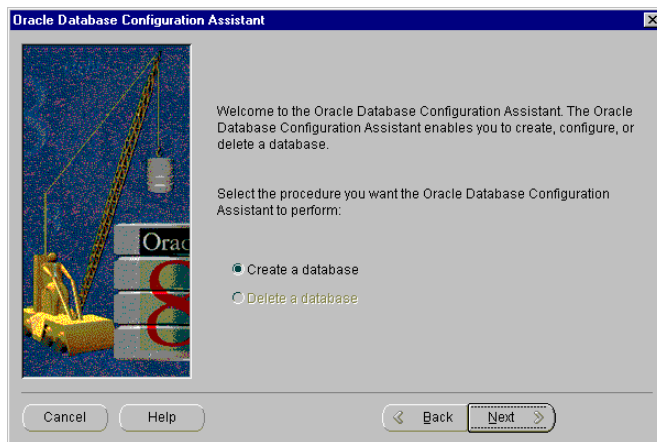 Oracle Database Configuration Assistant
Welcome to the Oracle Database Configuration Assistant. The Oracle
Database Configuration Assistant enables you to create, configure, or
delete a database.
Select the procedure you want the Oracle Database Configuration
Assistant to perform:
Orac
8
Create a database
Delete a database
Cancel
Help
Back
Next